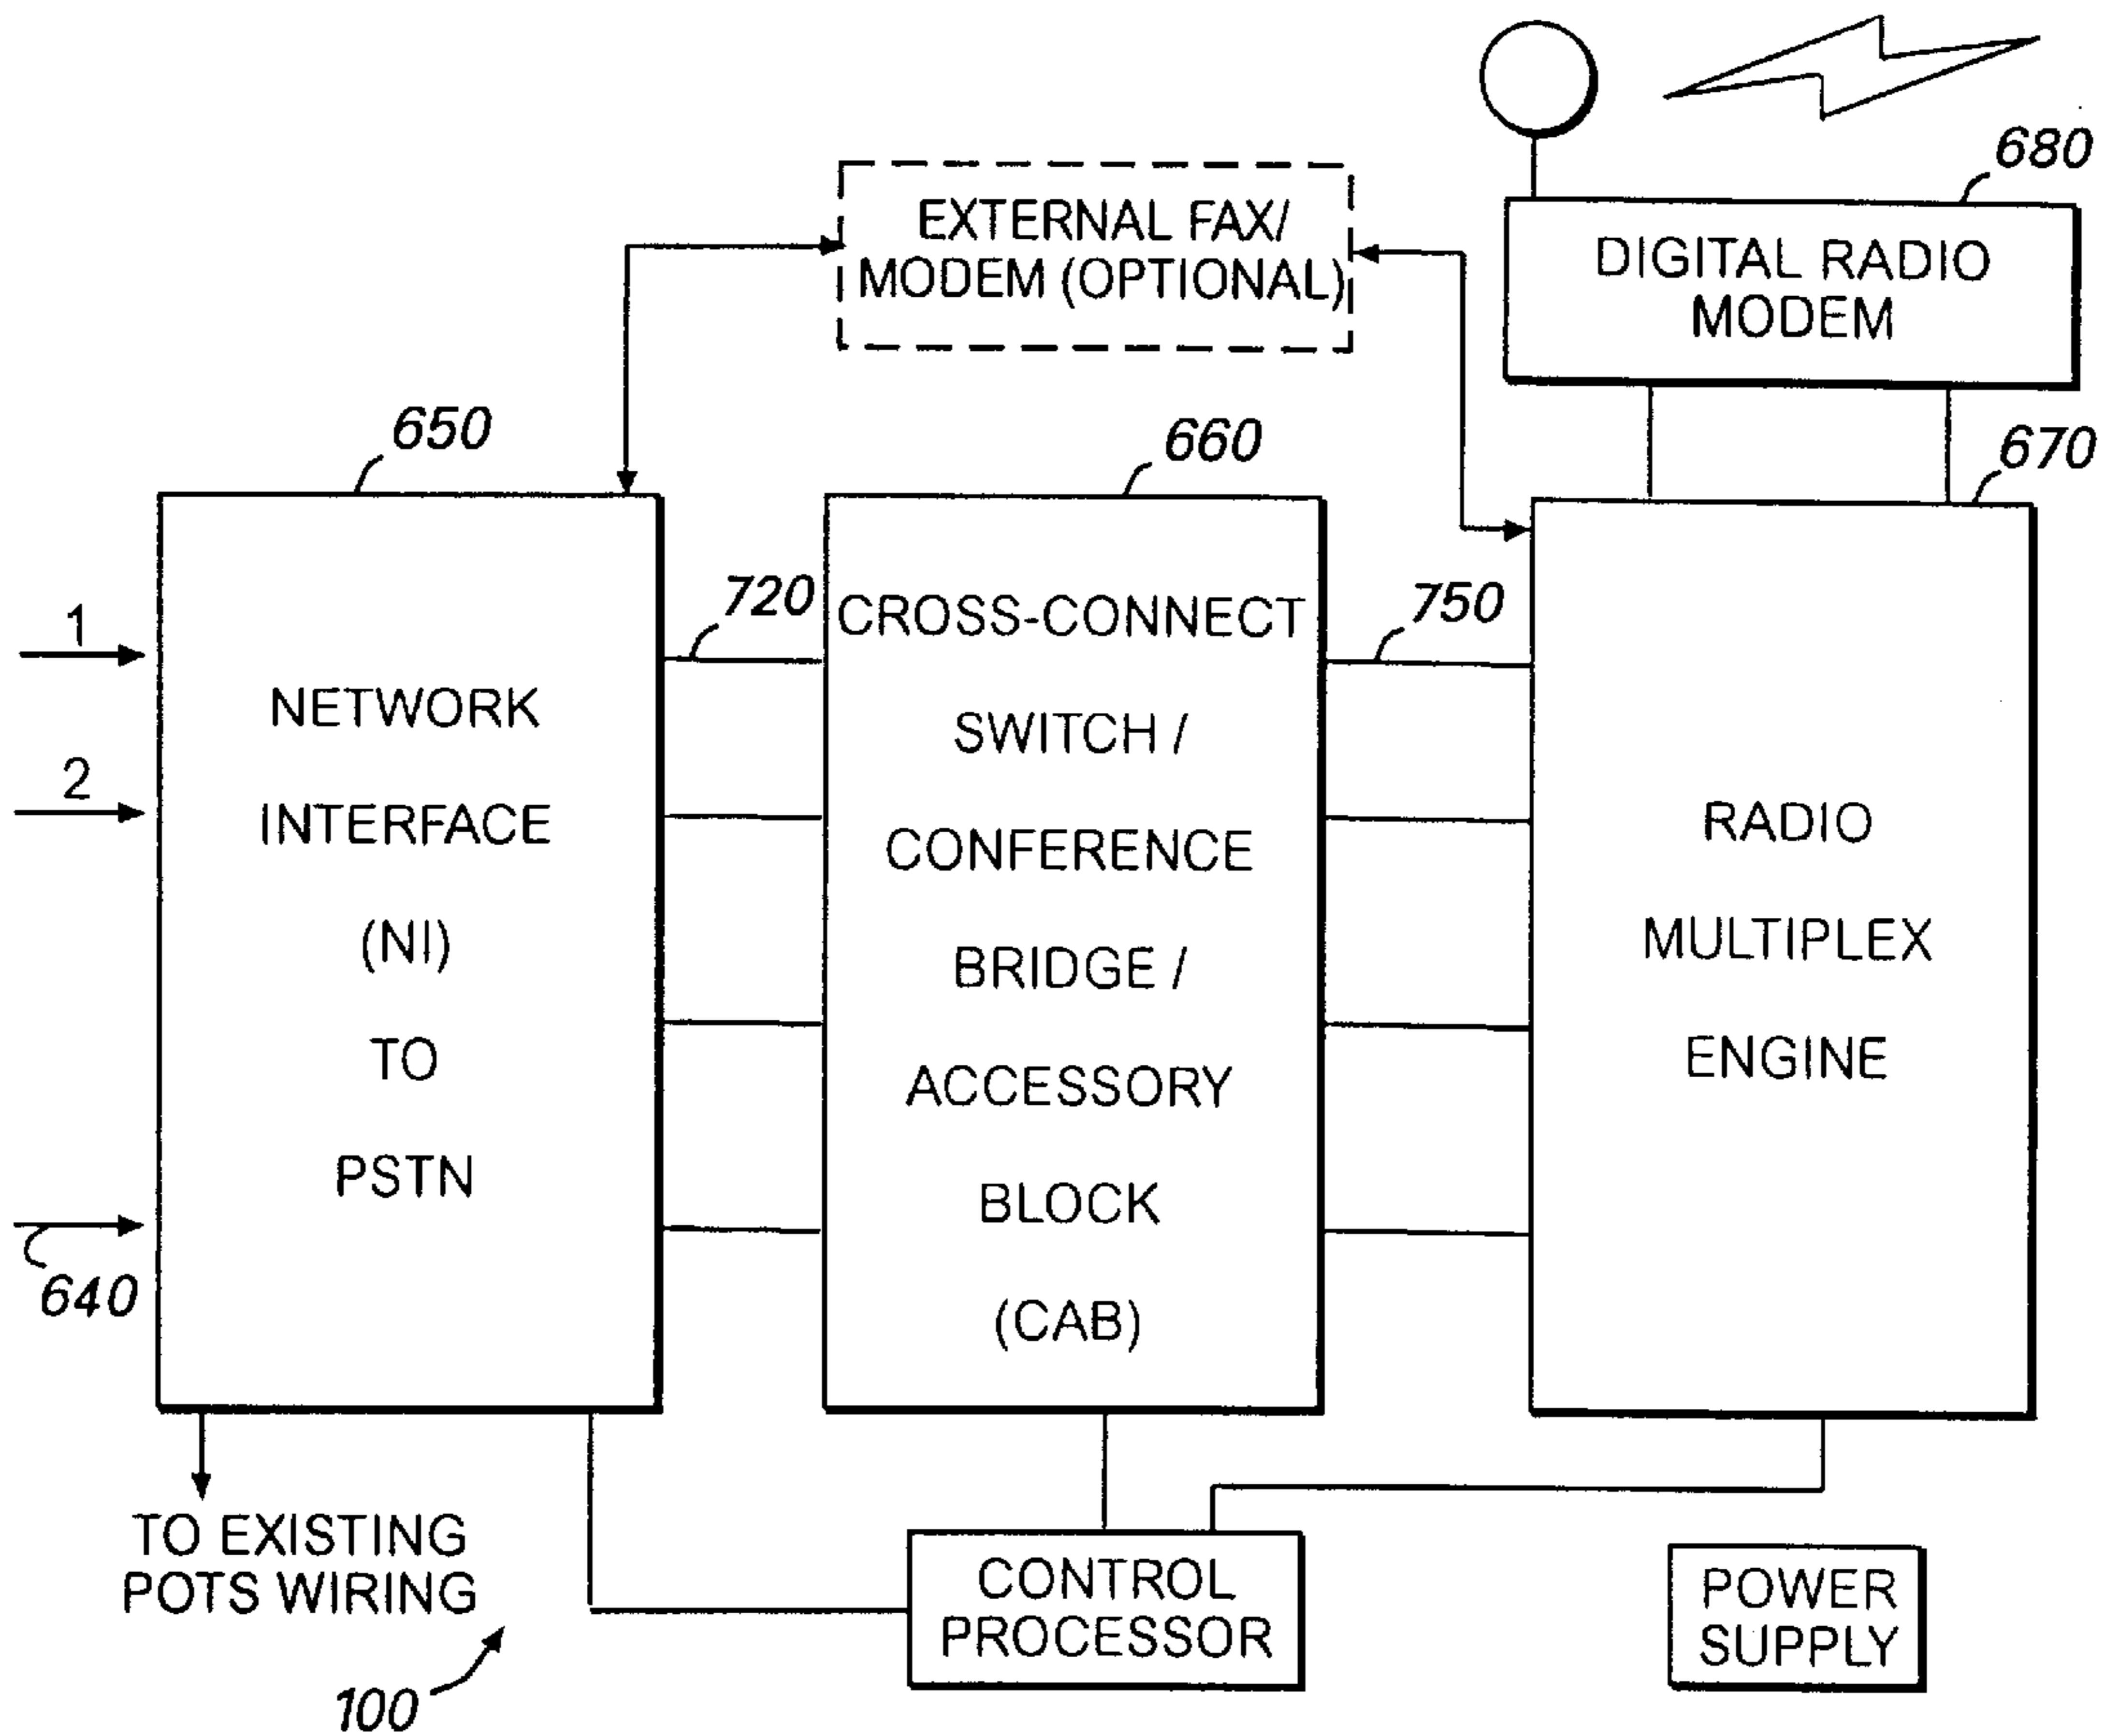 680
EXTERNAL FAX/
MODEM (OPTIONAL)
DIGITAL RADIO
MODEM
650
660
670
720
750
1
2
640
NETWORK
INTERFACE
(NI)
TO
PSTN
CROSS-CONNECT
SWITCH /
CONFERENCE
BRIDGE /
ACCESSORY
BLOCK
(CAB)
RADIO
MULTIPLEX
ENGINE
TO EXISTING
POTS WIRING
CONTROL
PROCESSOR
POWER
SUPPLY
100